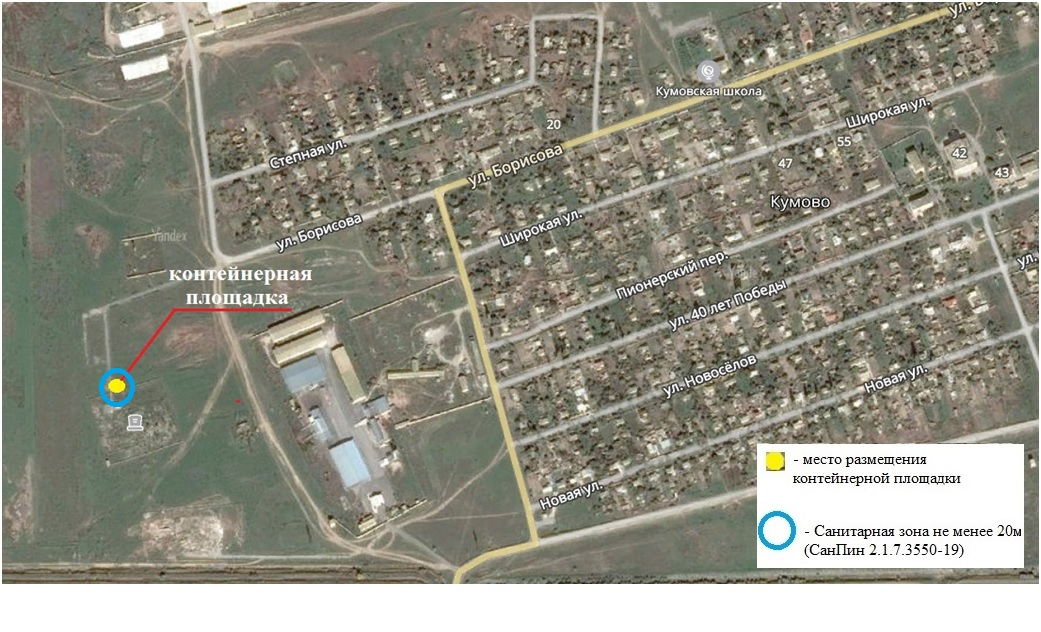 ул. Б
Кумовская школа
Широкая ул.
20
Степная ул.
55
42
47
43
ул. Борисова
Кумово
ул. Борисова
Широкая ул.
Yandex
Пионерский пер.
ул.
контейнерная
площадка
ул. 40 лет Победы
ул. Новосёлов
Новая ул.
Новая ул.
- место размещения
контейнерной площадки
- Санитарная зона не менее 20м
(СанПин 2.1.7.3550-19)